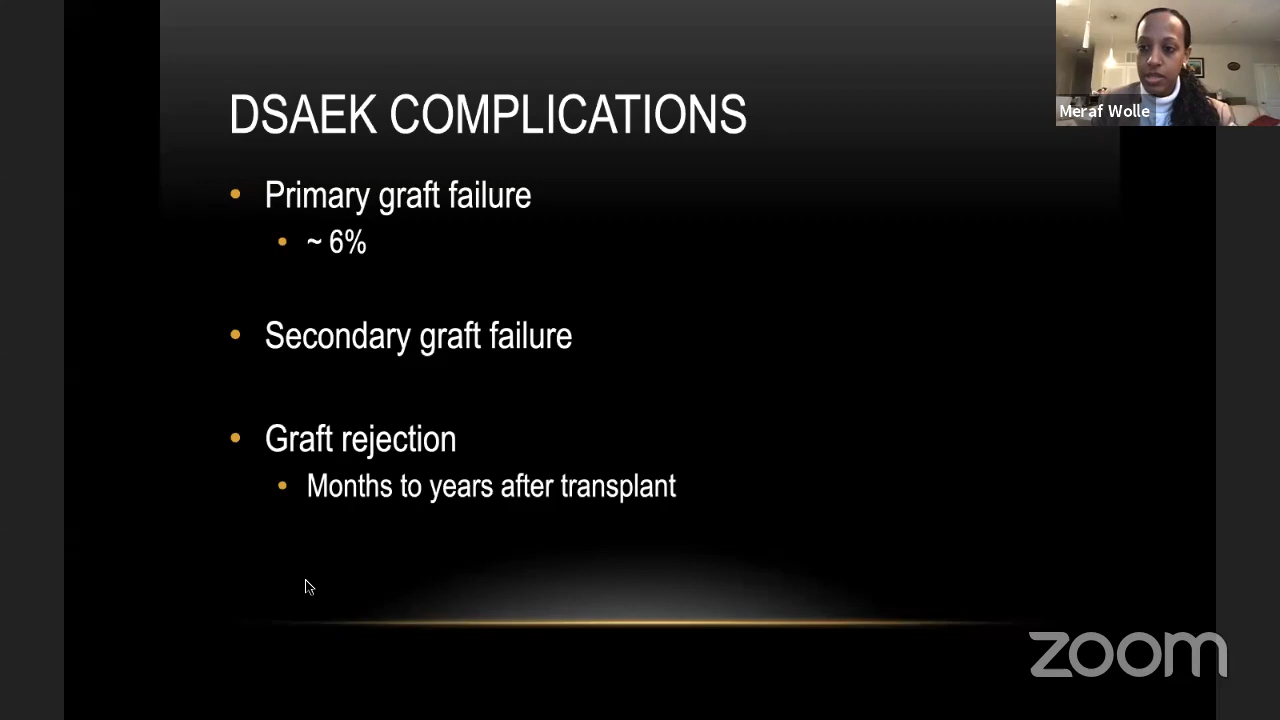 DSAEK COMPLICATIONS
Meraf Wolle
• Primary graft failure
• ~ 6%
• Secondary graft failure
• Graft rejection
• Months to years after transplant
zoom